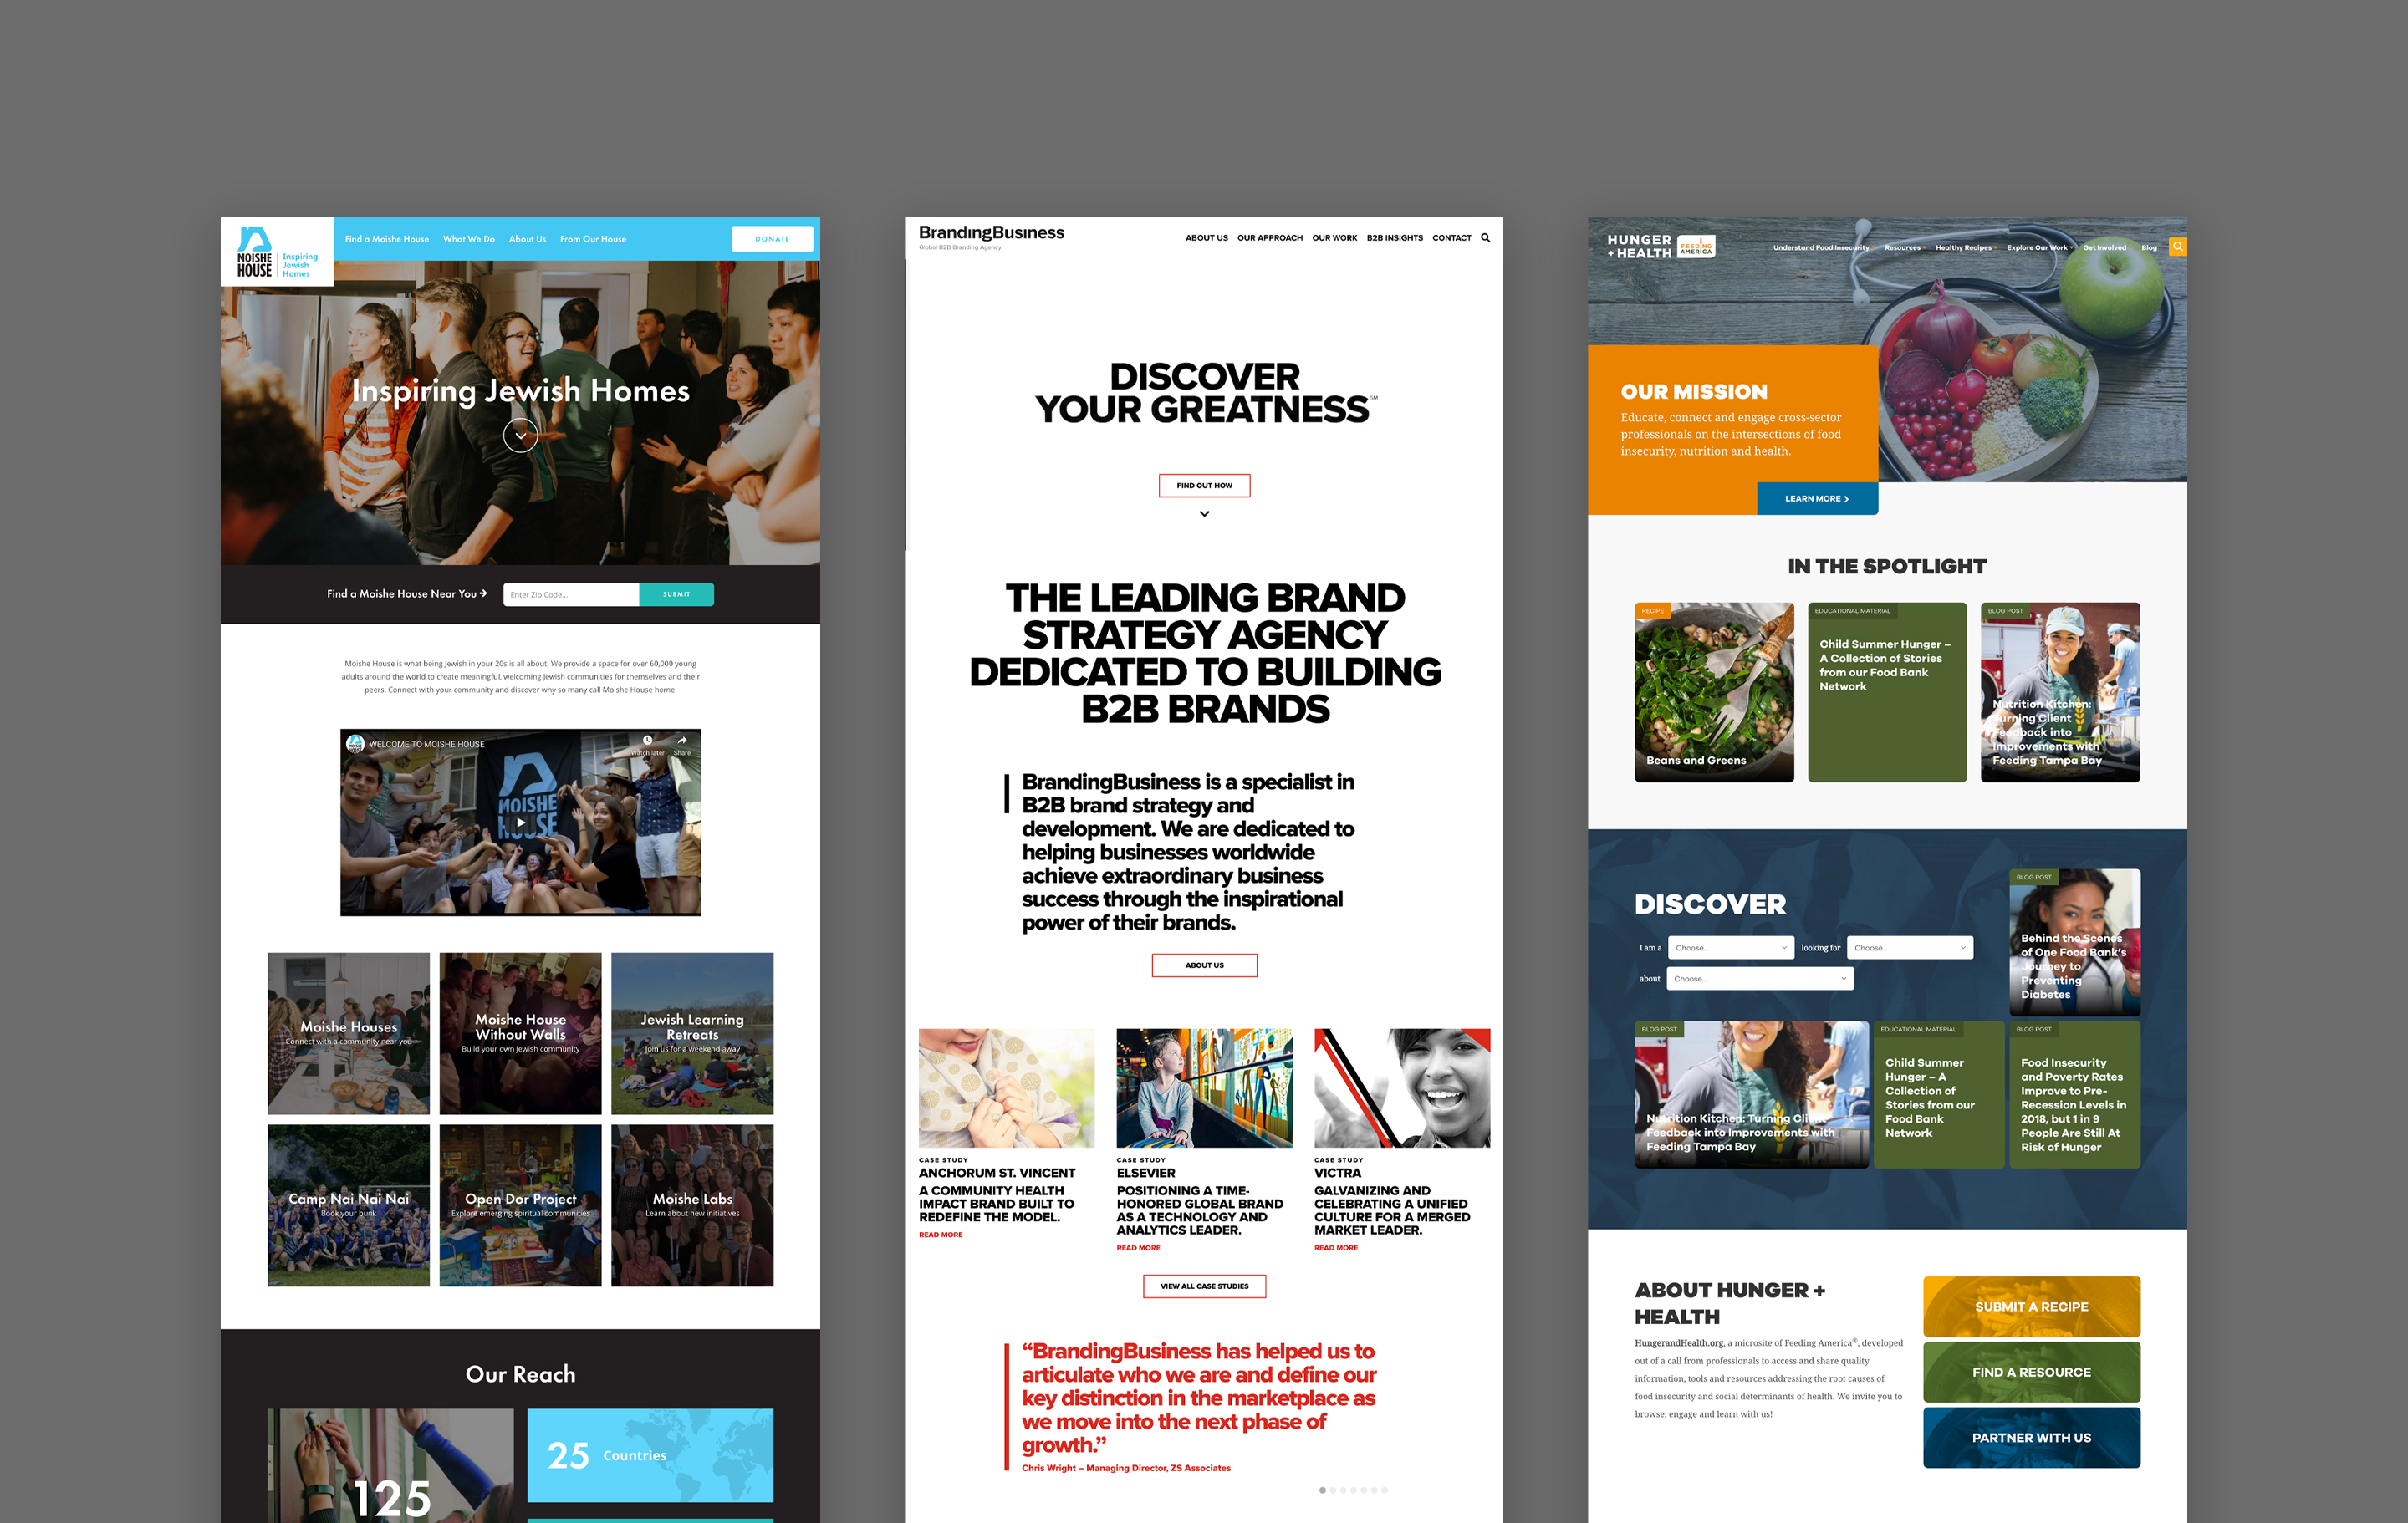 MOISHE
HOUSE
Inspiring
Jewish
Homes
Find a Moishe House
What We Do
About Us
From Our House
DONATE
Inspiring Jewish Homes
Find a Moishe House Near You →
Enter Zip Code...
SUBMIT
Moishe House is what being Jewish in your 20s is all about. We provide a space for over 60,000 young
adults around the world to create meaningful, welcoming Jewish communities for themselves and their
peers. Connect with your community and discover why so many call Moishe House home.
WELCOME TO MOISHE HOUSE
Watch later
Share
MOISHE
HOUSE
Moishe Houses
Connect with a community near you
Moishe House
Without Walls
Build your own Jewish community
Jewish Learning
Retreats
Join us for a weekend away
Camp Nai Nai Nai
Book your bunk
Open Dor Project
Explore emerging spiritual communities
Moishe Labs
Learn about new initiatives
Our Reach
125
25 Countries
BrandingBusiness
Global B2B Branding Agency
ABOUT US
OUR APPROACH
OUR WORK
B2B INSIGHTS
CONTACT
DISCOVER
YOUR GREATNESS℠
FIND OUT HOW
THE LEADING BRAND
STRATEGY AGENCY
DEDICATED TO BUILDING
B2B BRANDS
BrandingBusiness is a specialist in
B2B brand strategy and
development. We are dedicated to
helping businesses worldwide
achieve extraordinary business
success through the inspirational
power of their brands.
ABOUT US
CASE STUDY
ANCHORUM ST. VINCENT
A COMMUNITY HEALTH
IMPACT BRAND BUILT TO
REDEFINE THE MODEL.
READ MORE
CASE STUDY
ELSEVIER
POSITIONING A TIME-
HONORED GLOBAL BRAND
AS A TECHNOLOGY AND
ANALYTICS LEADER.
READ MORE
CASE STUDY
VICTRA
GALVANIZING AND
CELEBRATING A UNIFIED
CULTURE FOR A MERGED
MARKET LEADER.
READ MORE
VIEW ALL CASE STUDIES
“BrandingBusiness has helped us to
articulate who we are and define our
key distinction in the marketplace as
we move into the next phase of
growth.”
Chris Wright – Managing Director, ZS Associates
HUNGER
+ HEALTH
FEEDING
AMERICA
Understand Food Insecurity
Resources
Healthy Recipes
Explore Our Work
Get Involved
Blog
OUR MISSION
Educate, connect and engage cross-sector
professionals on the intersections of food
insecurity, nutrition and health.
LEARN MORE
IN THE SPOTLIGHT
RECIPE
Beans and Greens
EDUCATIONAL MATERIAL
Child Summer Hunger –
A Collection of Stories
from our Food Bank
Network
BLOG POST
Nutrition Kitchen:
Turning Client
Feedback into
Improvements with
Feeding Tampa Bay
DISCOVER
I am a
Choose...
looking for
Choose...
about
Choose...
BLOG POST
Behind the Scenes
of One Food Bank’s
Journey to
Preventing
Diabetes
BLOG POST
Nutrition Kitchen: Turning Client
Feedback into Improvements with
Feeding Tampa Bay
EDUCATIONAL MATERIAL
Child Summer
Hunger – A
Collection of
Stories from our
Food Bank
Network
BLOG POST
Food Insecurity
and Poverty Rates
Improve to Pre-
Recession Levels in
2018, but 1 in 9
People Are Still At
Risk of Hunger
ABOUT HUNGER +
HEALTH
HungerandHealth.org, a microsite of Feeding America®, developed
out of a call from professionals to access and share quality
information, tools and resources addressing the root causes of
food insecurity and social determinants of health. We invite you to
browse, engage and learn with us!
SUBMIT A RECIPE
FIND A RESOURCE
PARTNER WITH US